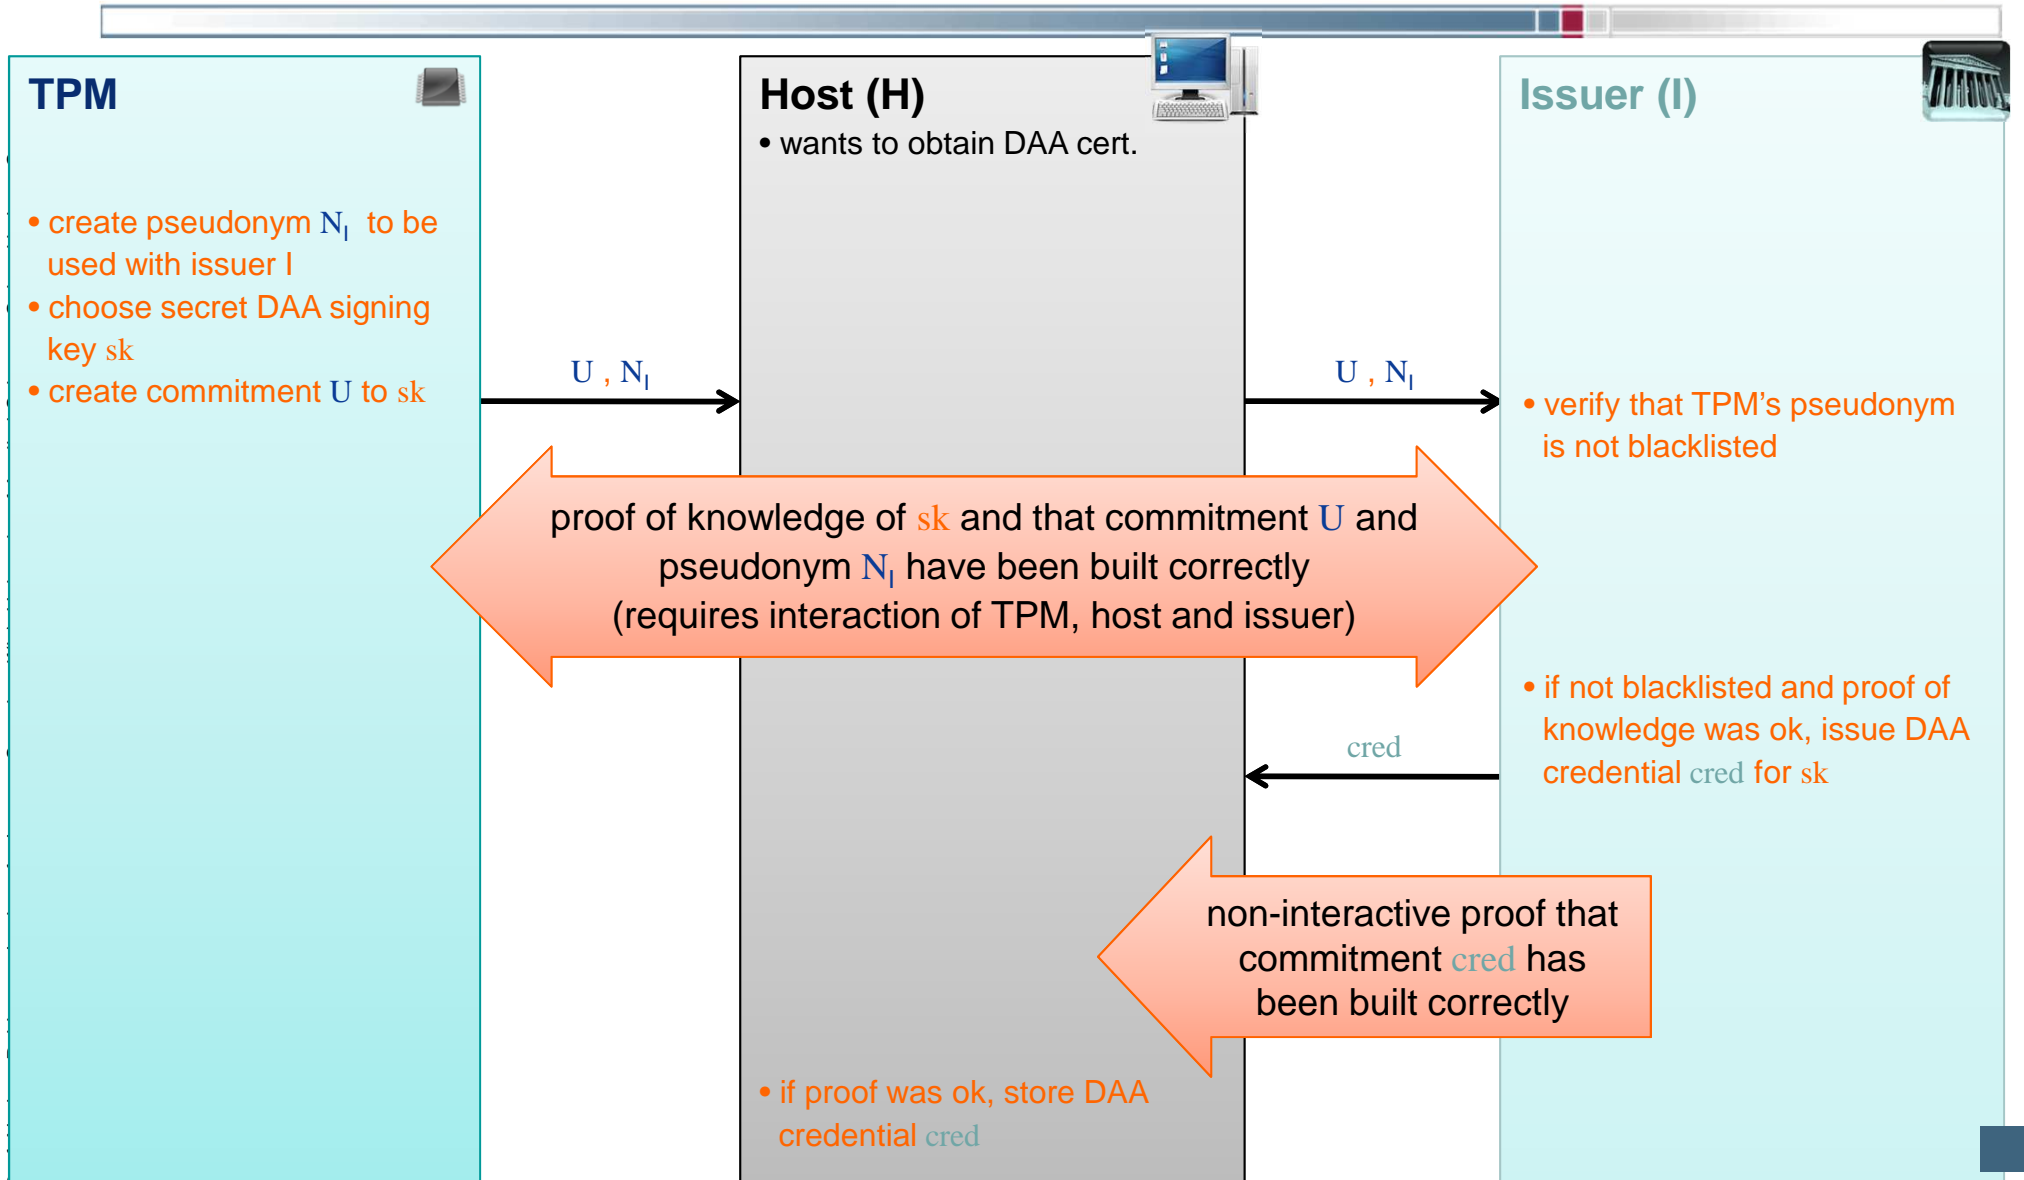 TPM
• create pseudonym N_I to be
used with issuer I
• choose secret DAA signing
key sk
• create commitment U to sk
U , N_I
Host (H)
• wants to obtain DAA cert.
U , N_I
Issuer (I)
• verify that TPM’s pseudonym
is not blacklisted
proof of knowledge of sk and that commitment U and
pseudonym N_I have been built correctly
(requires interaction of TPM, host and issuer)
• if not blacklisted and proof of
knowledge was ok, issue DAA
credential cred for sk
cred
non-interactive proof that
commitment cred has
been built correctly
• if proof was ok, store DAA
credential cred